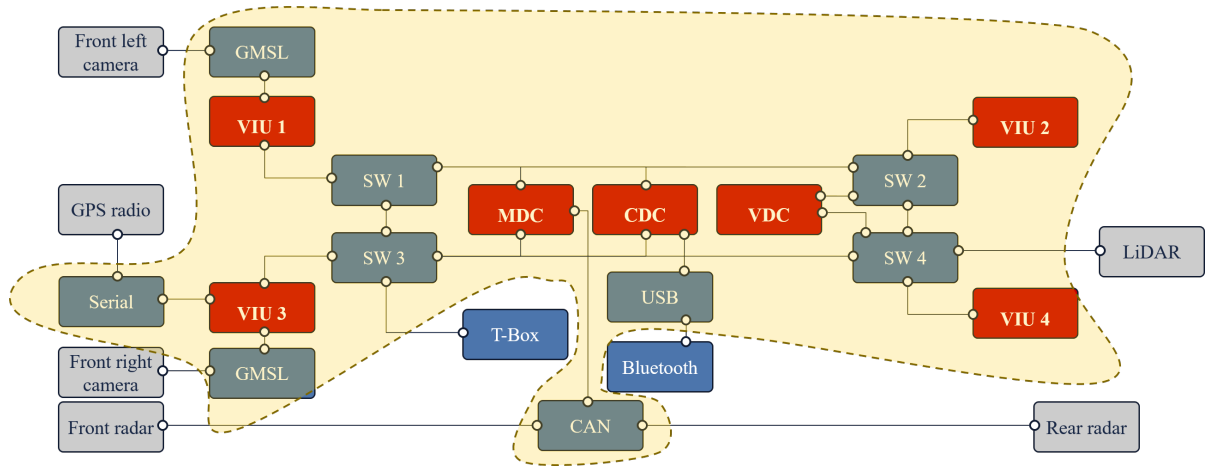 Front left
camera
GMSL
VIU 1
VIU 2
SW 1
SW 2
GPS radio
MDC
CDC
VDC
SW 3
SW 4
LiDAR
Serial
VIU 3
USB
VIU 4
T-Box
Front right
camera
GMSL
Bluetooth
Front radar
CAN
Rear radar